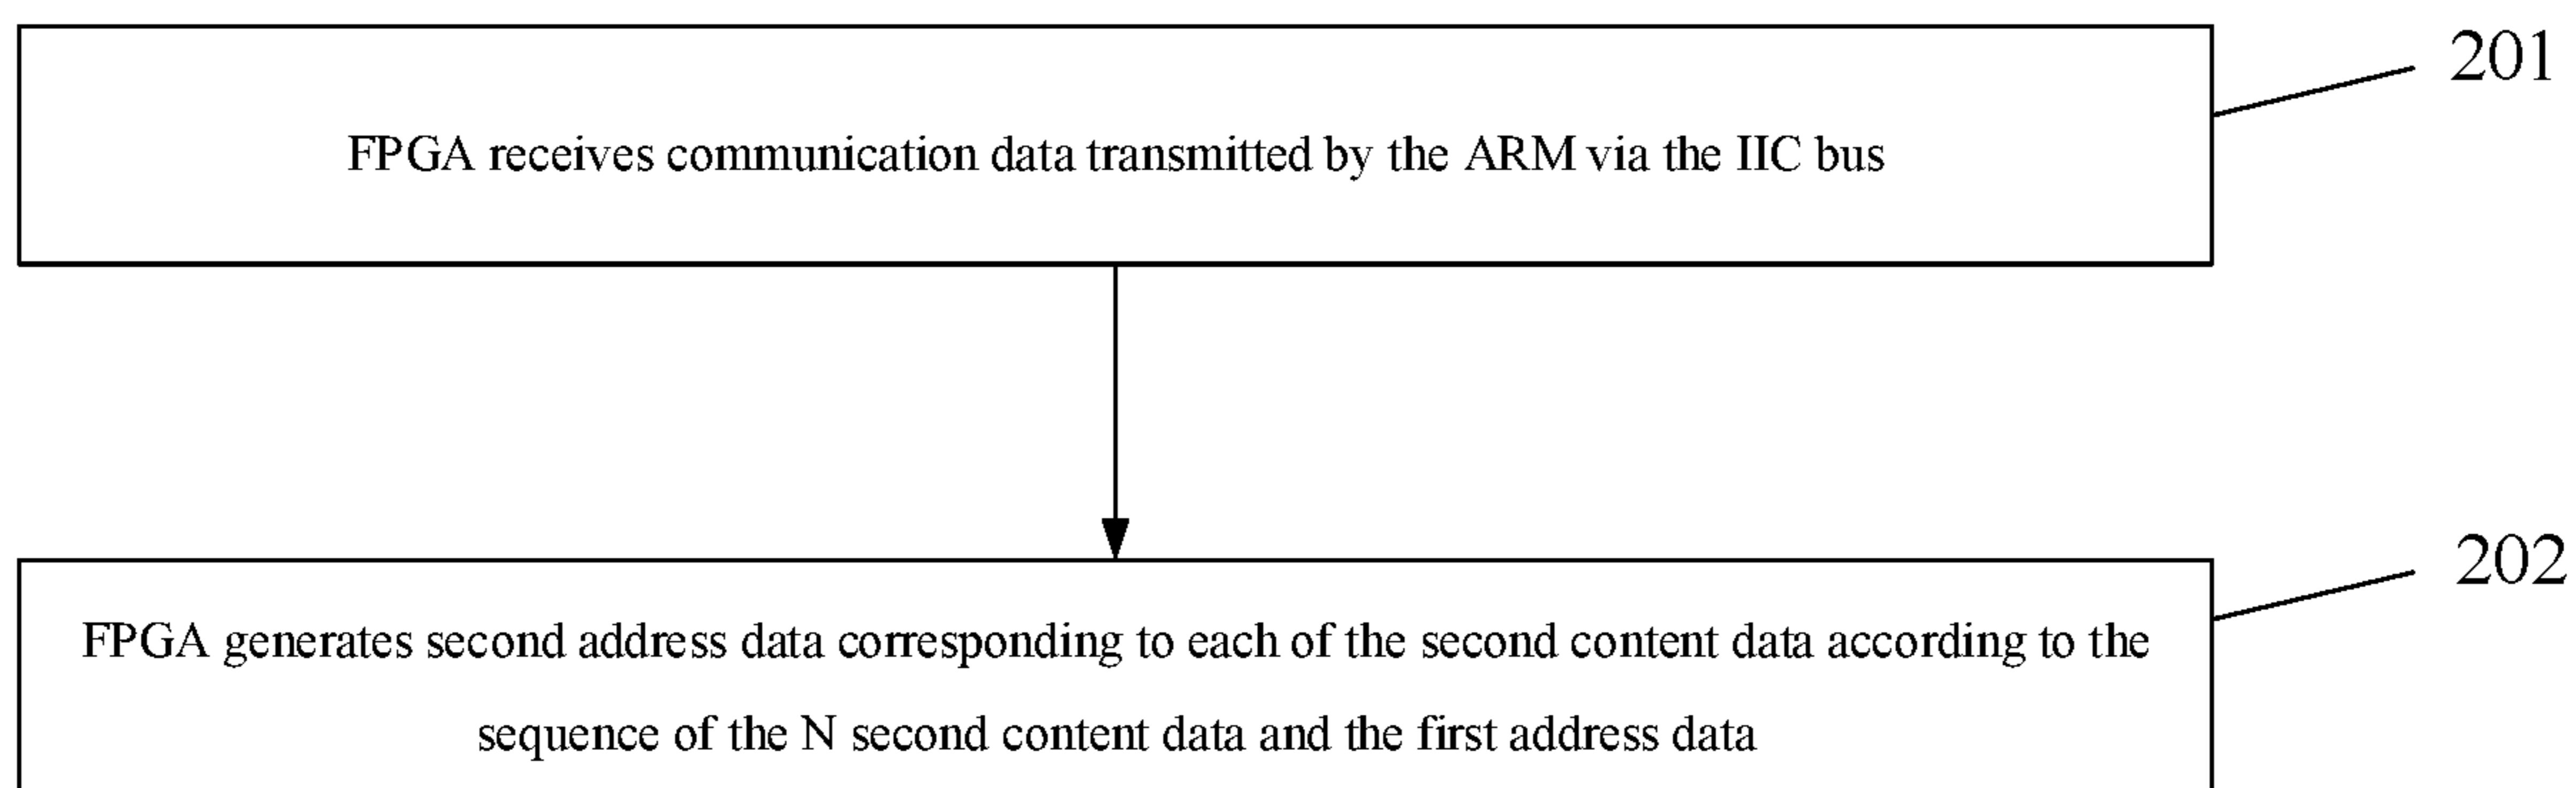 201
FPGA receives communication data transmitted by the ARM via the IIC bus
202
FPGA generates second address data corresponding to each of the second content data according to the
sequence of the N second content data and the first address data